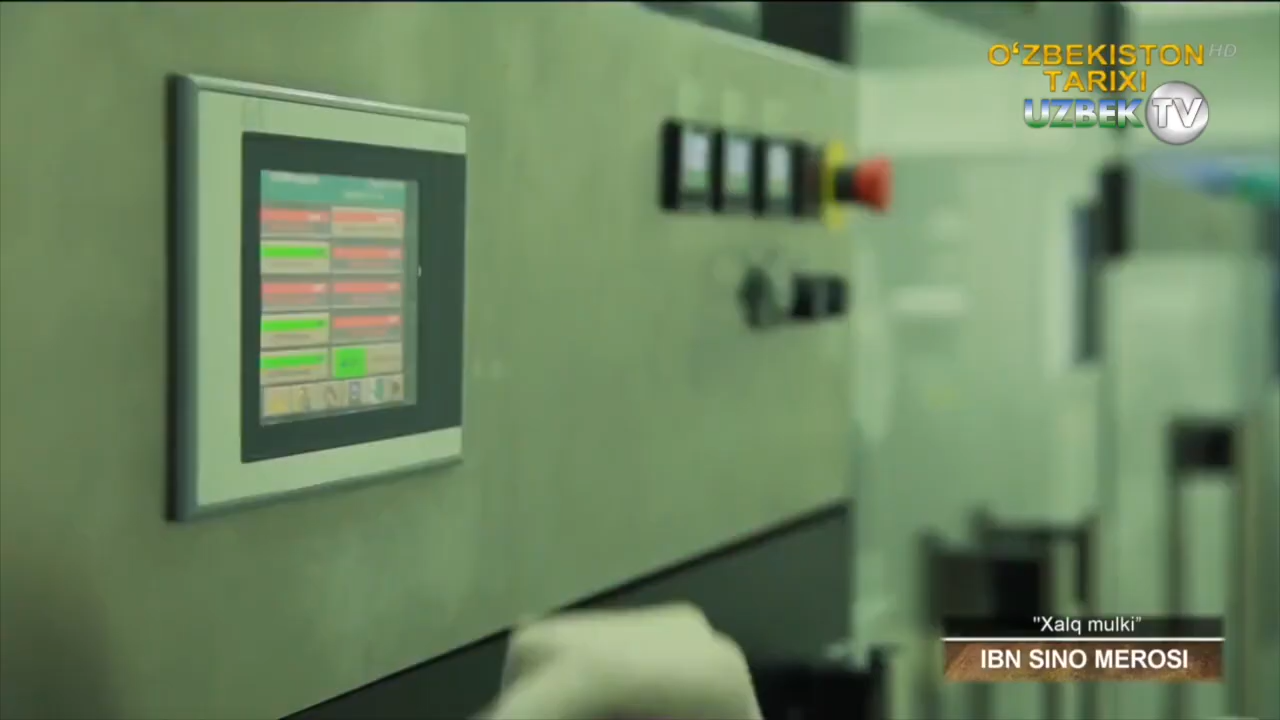 O‘ZBEKISTON HD
TARIXI
UZBEK TV
"Xalq mulki”
IBN SINO MEROSI